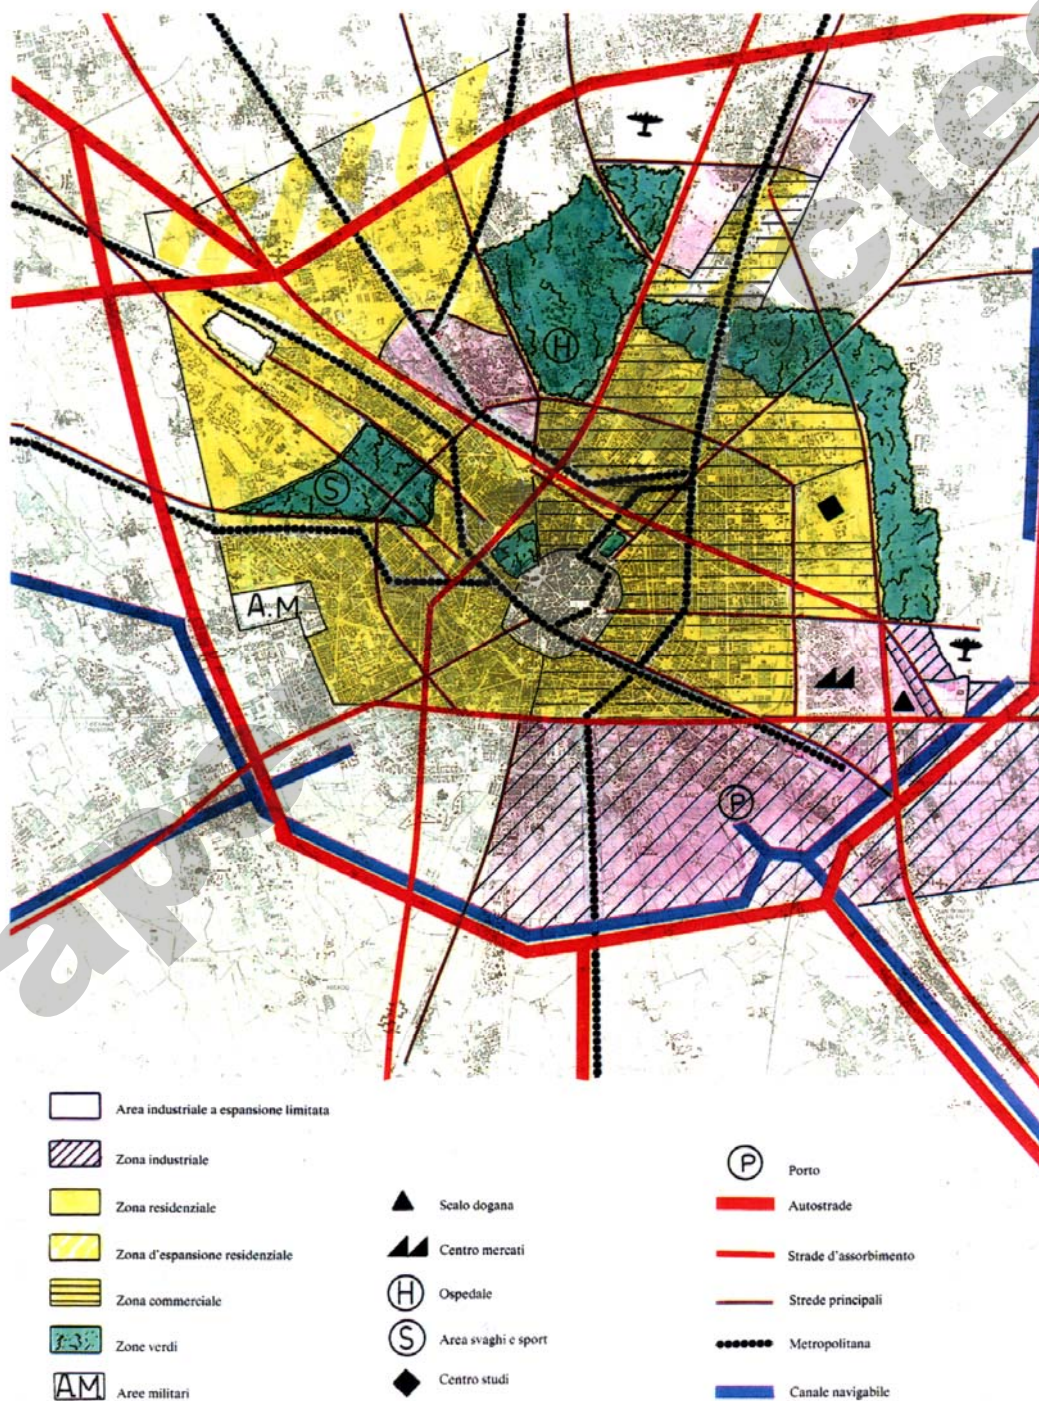 H
S
A.M
P
Area industriale a espansione limitata
Zona industriale
Zona residenziale
Zona d'espansione residenziale
Zona commerciale
Zone verdi
AM Aree militari
Scalo dogana
Centro mercati
H Ospedale
S Area svaghi e sport
Centro studi
P Porto
Autostrade
Strade d'assorbimento
Strede principali
Metropolitana
Canale navigabile